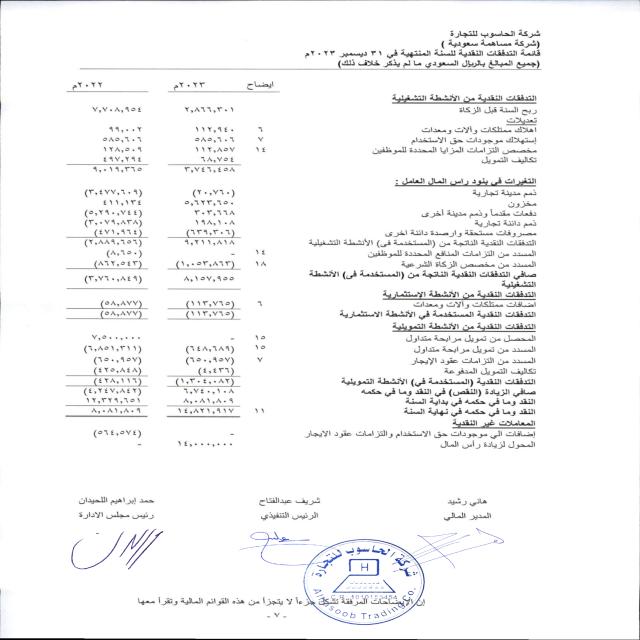 شركة الحاسوب للتجارة
(شركة مساهمة سعودية )
قائمة التدفقات النقدية للسنة المنتهية في ٣١ ديسمبر ٢٠٢٣م
(جميع المبالغ بالريال السعودي ما لم يذكر خلاف ذلك)
ايضاح ٢٠٢٣م ٢٠٢٢م
التدفقات النقدية من الأنشطة التشغيلية
ربح السنة قبل الزكاة ٢,٨٦٦,٣٠١ ٧,٧٠٨,٩٥٤
تعديلات
اهلاك ممتلكات وآلات ومعدات ٦ ١١٢,٩٤٠ ٩٩,٠٠٢
إستهلاك موجودات حق الاستخدام ٧ ٥٨٥,٦٠٦ ٥٨٥,٦٠٦
مخصص التزامات المزايا المحددة للموظفين ١٤ ١١٢,٨٥٧ ١٢٨,٥٠٩
تكاليف التمويل ٦٨,٧٥٤ ٤٩٧,٢٩٤
٣,٧٤٦,٤٥٨ ٩,٠١٩,٣٦٥
التغيرات في بنود راس المال العامل :
ذمم مدينة تجارية (٢٠,٧٦٠) (٣,٤٧٧,٦٠٩)
مخزون ٥,٦٢٣,٦٥٠ ٤١١,١٣٤
دفعات مقدماً وذمم مدينة أخرى ٣٠٣,٦٦٨ (٥,٢٩٠,٧٤٤)
ذمم دائنة تجارية ١٩٨,١٠٨ (٣,٠٧٩,٨٣٨)
مصروفات مستحقة وارصدة دائنة اخرى (٦٣٩,٣٠٦) (٤٧١,٩٦٤)
التدفقات النقدية الناتجة من (المستخدمة في) الأنشطة التشغيلية ٩,٢١١,٨١٨ (٢,٨٨٩,٦٥٦)
المسدد من التزامات المنافع المحددة للموظفين ١٤ - (٨,٦٥٠)
المسدد من مخصص الزكاة الشرعية ١٨ (١,٠٥٣,٨٦٣) (٨٦٢,٥٤٣)
صافي التدفقات النقدية الناتجة من (المستخدمة في) الأنشطة ٨,١٥٧,٩٥٥ (٣,٧٦٠,٨٤٩)
التشغيلية
التدفقات النقدية من الأنشطة الإستثمارية
اضافات ممتلكات وآلات ومعدات ٦ (١١٣,٧٦٥) (٥٨,٨٧٧)
التدفقات النقدية المستخدمة في الأنشطة الاستثمارية (١١٣,٧٦٥) (٥٨,٨٧٧)
التدفقات النقدية من الأنشطة التمويلية
المحصل من تمويل مرابحة متداول ١٥ - ٧,٥٠٠,٠٠٠
المسدد من تمويل مرابحة متداول ١٥ (٦٤٨,٦٨٩) (٦,٨٥١,٣١١)
المسدد من التزامات عقود الإيجار ٧ (٦٥٠,٩٥٧) (٦٠٠,٩٥٧)
تكاليف التمويل المدفوعة (٤,٤٣٦) (٤٢٥,٨٤٨)
التدفقات النقدية (المستخدمة في) الأنشطة التمويلية (١,٣٠٤,٠٨٢) (٤٢٨,١١٦)
صافي الزيادة (النقص) في النقد وما في حكمه ٦,٧٤٠,١٠٨ (٤,٢٤٧,٨٤٢)
النقد وما في حكمه في بداية السنة ٨,٠٨١,٨٠٩ ١٢,٣٢٩,٦٥١
النقد وما في حكمه في نهاية السنة ١١ ١٤,٨٢١,٩١٧ ٨,٠٨١,٨٠٩
المعاملات غير النقدية
إضافات الي موجودات حق الاستخدام والتزامات عقود الايجار - (٥٦٤,٥٧٤)
المحول لزيادة رأس المال ١٤,٠٠٠,٠٠٠ -
هاني رشيد شريف عبدالفتاح حمد إبراهيم اللحيدان
المدير المالي الرئيس التنفيذي رئيس مجلس الادارة
شركة الحاسوب للتجارة
H
Alhasoob Trading Co.
إن الإيضاحات المرفقة تشكل جزءاً لا يتجزأ من هذه القوائم المالية وتقرأ معها
- ٧ -